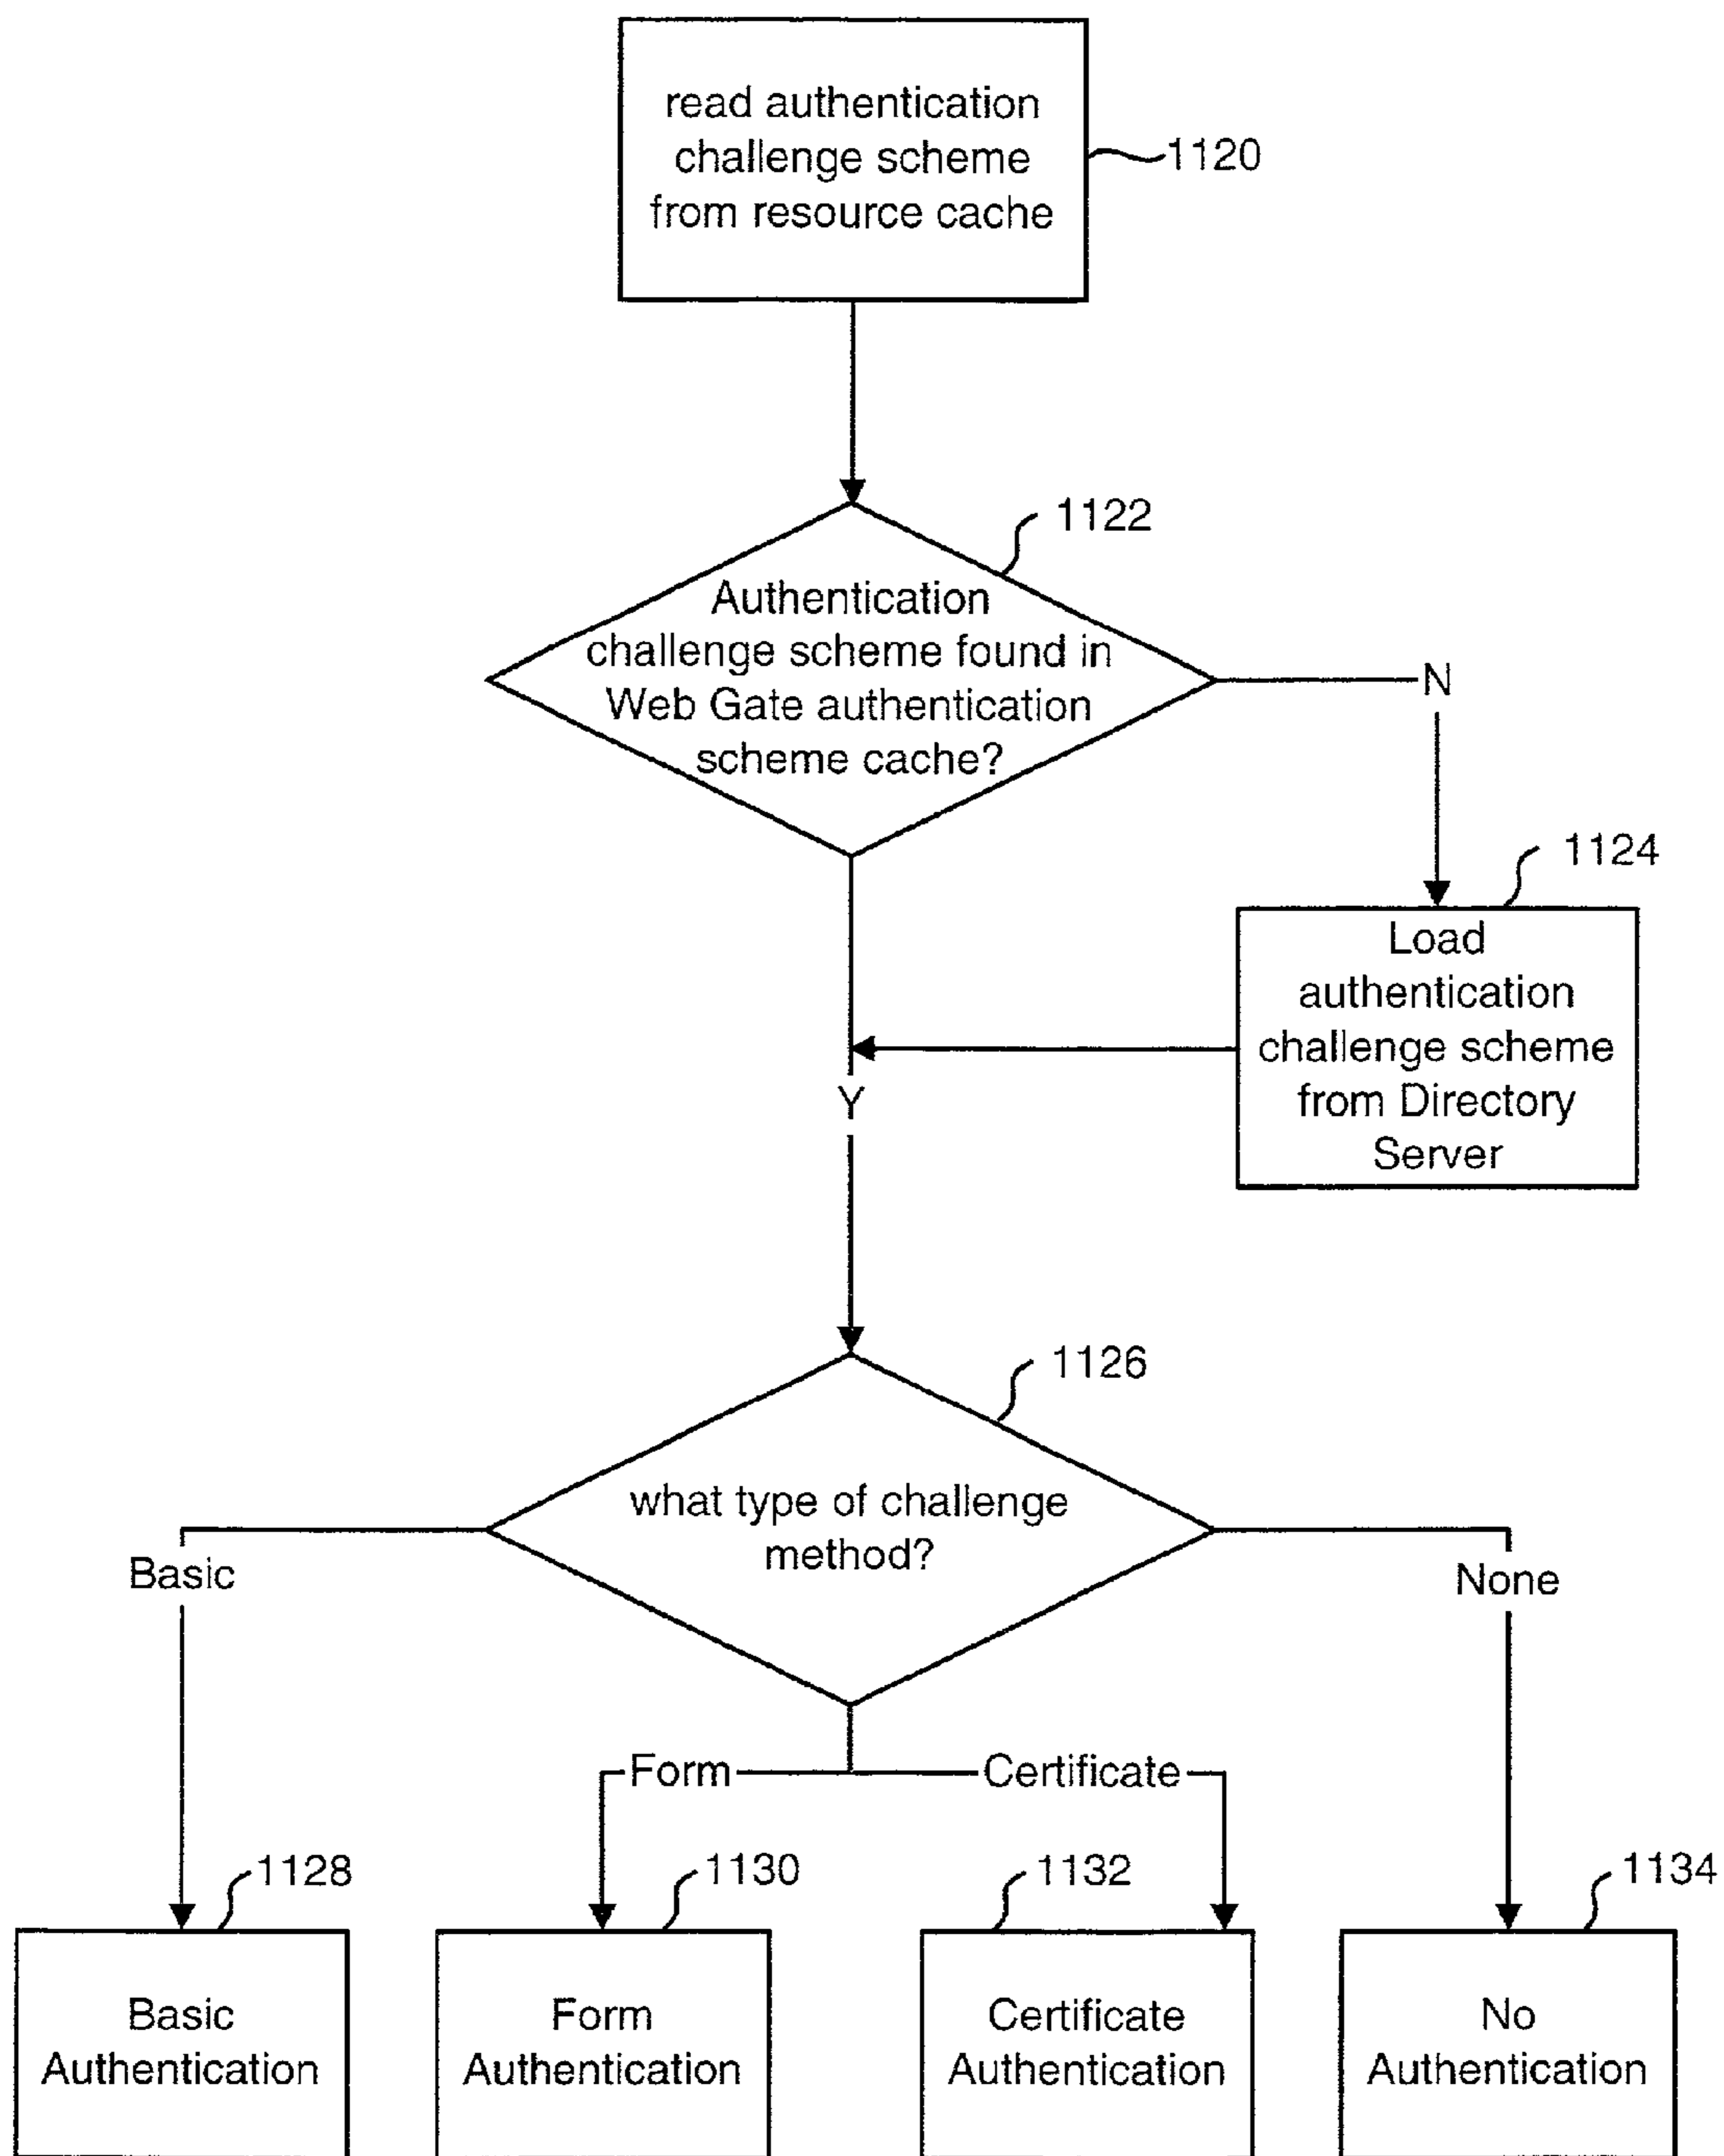 read authentication
challenge scheme
from resource cache
1120
1122
Authentication
challenge scheme found in
Web Gate authentication
scheme cache?
N
1124
Load
authentication
challenge scheme
from Directory
Server
Y
1126
what type of challenge
method?
Basic
None
Form
Certificate
1128
1130
1132
1134
Basic
Authentication
Form
Authentication
Certificate
Authentication
No
Authentication